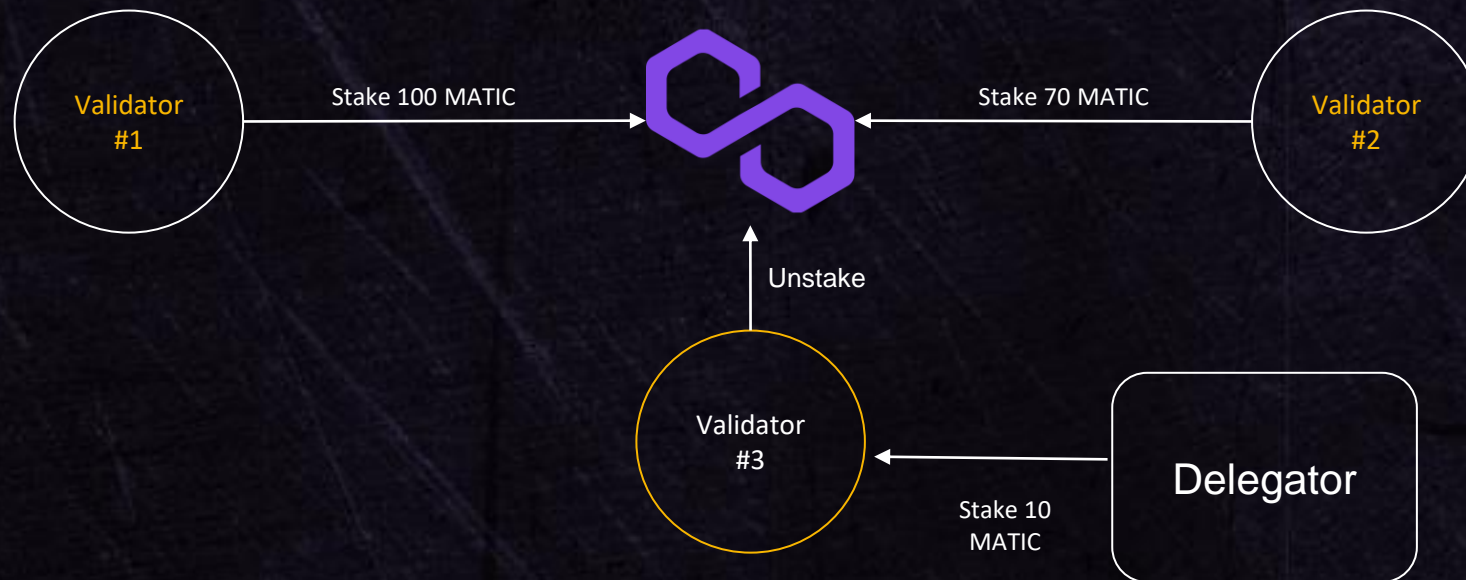 Validator
#1
Stake 100 MATIC
Stake 70 MATIC
Validator
#2
Unstake
Validator
#3
Stake 10
MATIC
Delegator